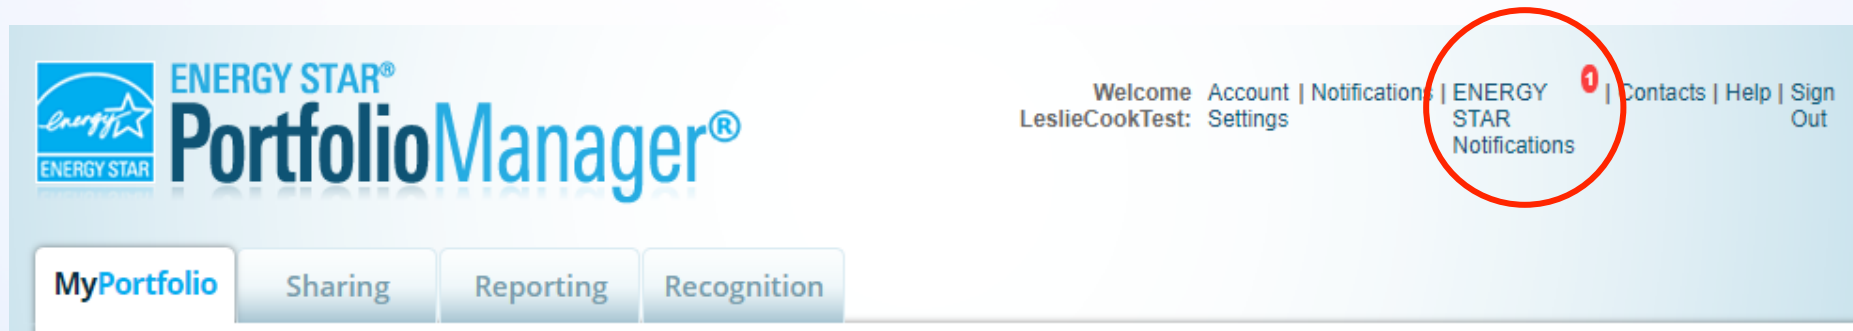 energy
ENERGY STAR
ENERGY STAR®
PortfolioManager®
Welcome LeslieCookTest:
Account Settings | Notifications | ENERGY STAR Notifications 1 | Contacts | Help | Sign Out
MyPortfolio
Sharing
Reporting
Recognition